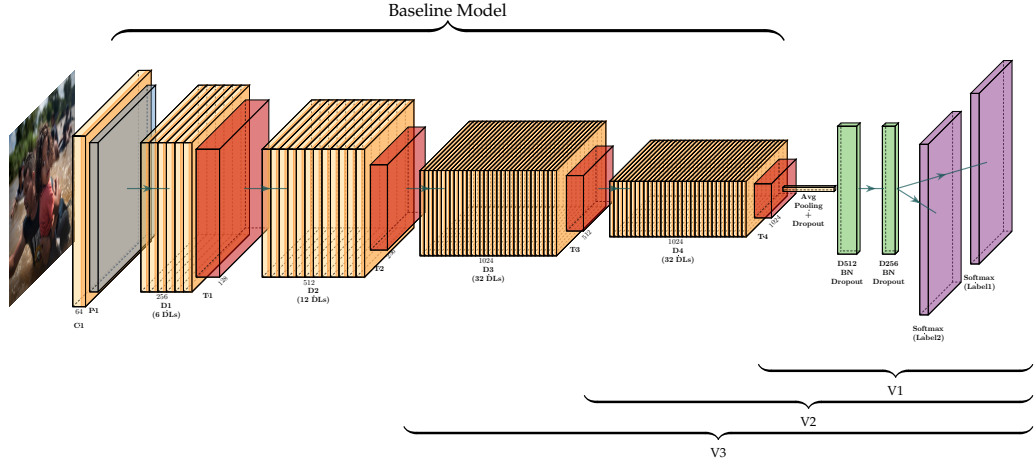 Baseline Model
64
C1
P1
256
D1
(6 DLs)
T1
128
512
D2
(12 DLs)
T2
1024
D3
(32 DLs)
T3
512
1024
D4
(32 DLs)
T4
1024
Avg
Pooling
+
Dropout
D512
BN
Dropout
D256
BN
Dropout
Softmax
(Label2)
Softmax
(Label1)
V1
V2
V3